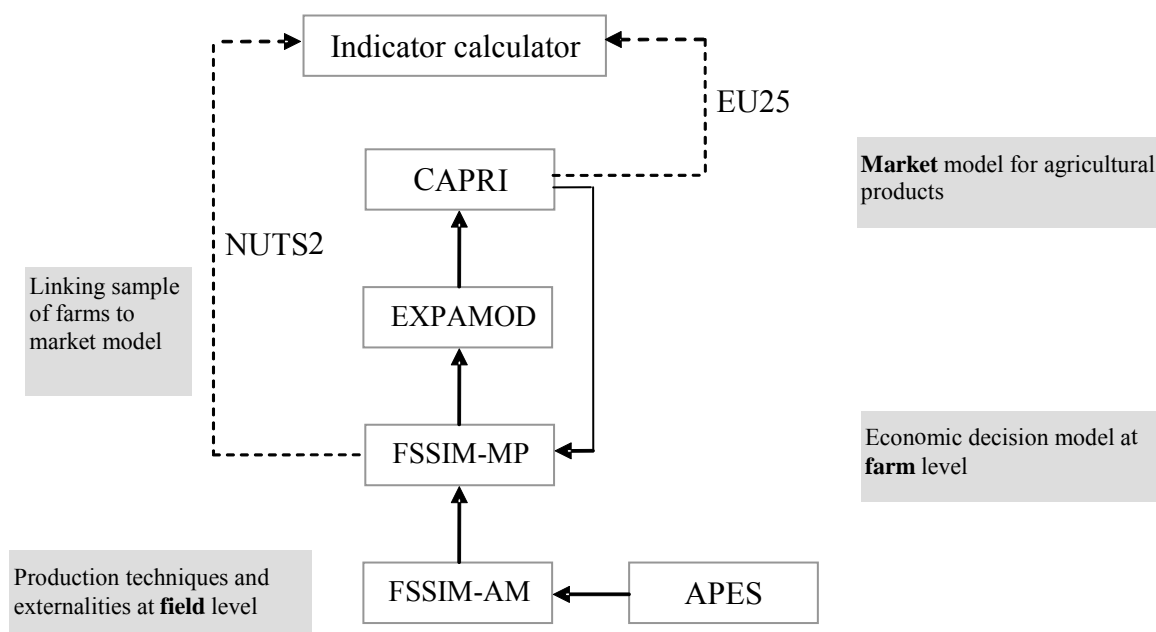 Indicator calculator
EU25
CAPRI
Market model for agricultural
products
NUTS2
Linking sample
of farms to
market model
EXPAMOD
FSSIM-MP
Economic decision model at
farm level
Production techniques and
externalities at field level
FSSIM-AM
APES